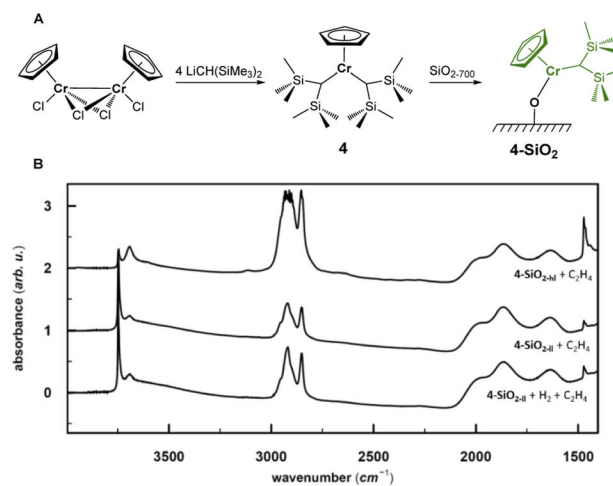 A
Cr Cr
Cl Cl Cl Cl
4 LiCH(SiMe₃)₂
Si Cr Si
Si Si
4
SiO₂₋₇₀₀
Si
Cr
Si
O
4-SiO₂
B
absorbance (arb. u.)
3
2
1
0
4-SiO₂₋ₕₗ + C₂H₄
4-SiO₂₋ₗₗ + C₂H₄
4-SiO₂₋ₗₗ + H₂ + C₂H₄
3500 3000 2500 2000 1500
wavenumber (cm⁻¹)